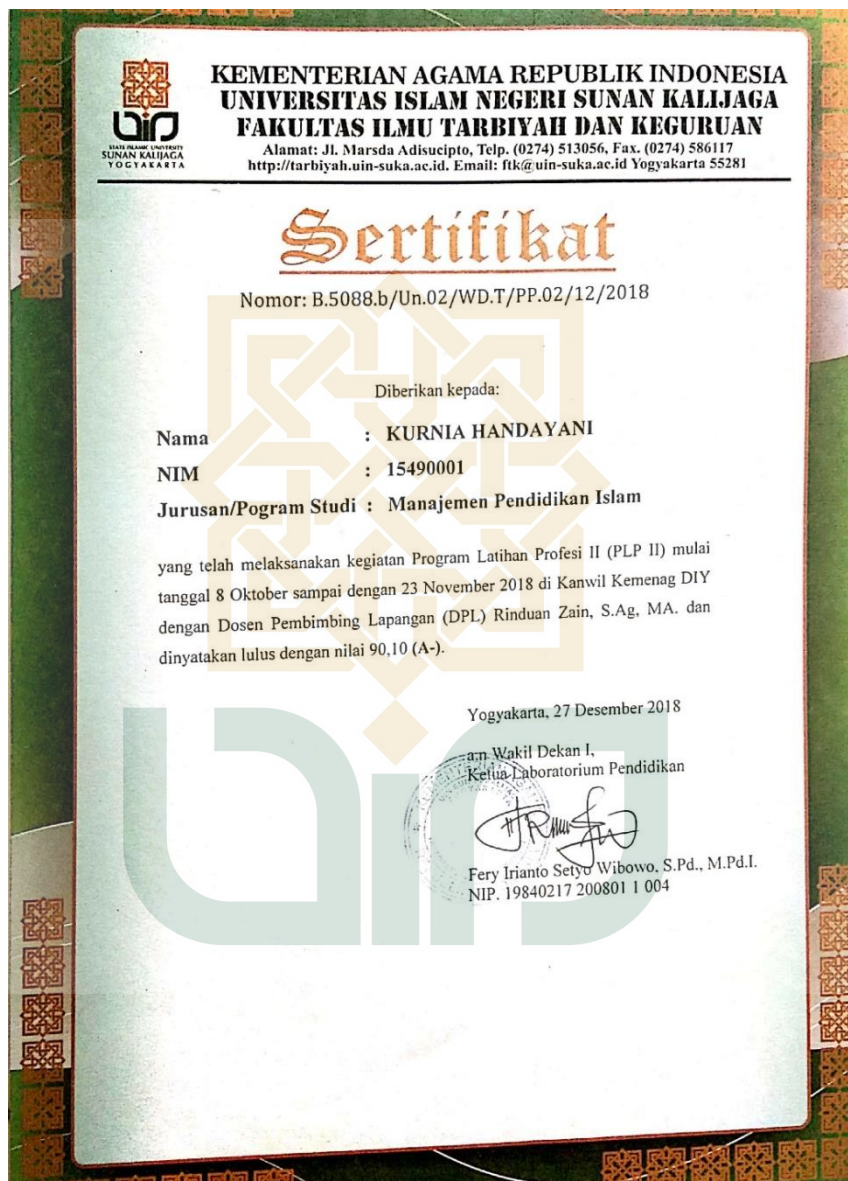 STATE ISLAMIC UNIVERSITY
SUNAN KALIJAGA
YOGYAKARTA
KEMENTERIAN AGAMA REPUBLIK INDONESIA
UNIVERSITAS ISLAM NEGERI SUNAN KALIJAGA
FAKULTAS ILMU TARBIYAH DAN KEGURUAN
Alamat: Jl. Marsda Adisucipto, Telp. (0274) 513056, Fax. (0274) 586117
http://tarbiyah.uin-suka.ac.id. Email: ftk@uin-suka.ac.id Yogyakarta 55281
Sertifikat
Nomor: B.5088.b/Un.02/WD.T/PP.02/12/2018
Diberikan kepada:
Nama : KURNIA HANDAYANI
NIM : 15490001
Jurusan/Pogram Studi : Manajemen Pendidikan Islam
yang telah melaksanakan kegiatan Program Latihan Profesi II (PLP II) mulai
tanggal 8 Oktober sampai dengan 23 November 2018 di Kanwil Kemenag DIY
dengan Dosen Pembimbing Lapangan (DPL) Rinduan Zain, S.Ag, MA. dan
dinyatakan lulus dengan nilai 90,10 (A-).
Yogyakarta, 27 Desember 2018
a.n Wakil Dekan I,
Ketua Laboratorium Pendidikan
Fery Irianto Setyo Wibowo, S.Pd., M.Pd.I.
NIP. 19840217 200801 1 004